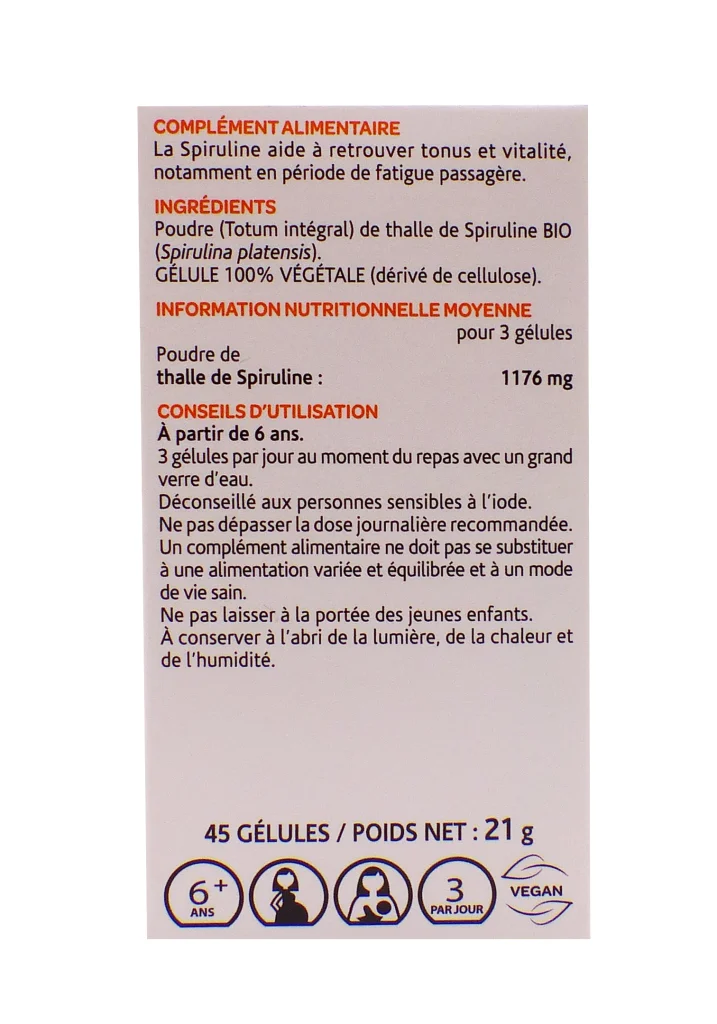 COMPLÉMENT ALIMENTAIRE
La Spiruline aide à retrouver tonus et vitalité,
notamment en période de fatigue passagère.
INGRÉDIENTS
Poudre (Totum intégral) de thalle de Spiruline BIO
(Spirulina platensis).
GÉLULE 100% VÉGÉTALE (dérivé de cellulose).
INFORMATION NUTRITIONNELLE MOYENNE
pour 3 gélules
Poudre de
thalle de Spiruline : 1176 mg
CONSEILS D'UTILISATION
À partir de 6 ans.
3 gélules par jour au moment du repas avec un grand
verre d'eau.
Déconseillé aux personnes sensibles à l'iode.
Ne pas dépasser la dose journalière recommandée.
Un complément alimentaire ne doit pas se substituer
à une alimentation variée et équilibrée et à un mode
de vie sain.
Ne pas laisser à la portée des jeunes enfants.
À conserver à l'abri de la lumière, de la chaleur et
de l'humidité.
45 GÉLULES / POIDS NET : 21 g
6+ ANS
3 PAR JOUR
VEGAN